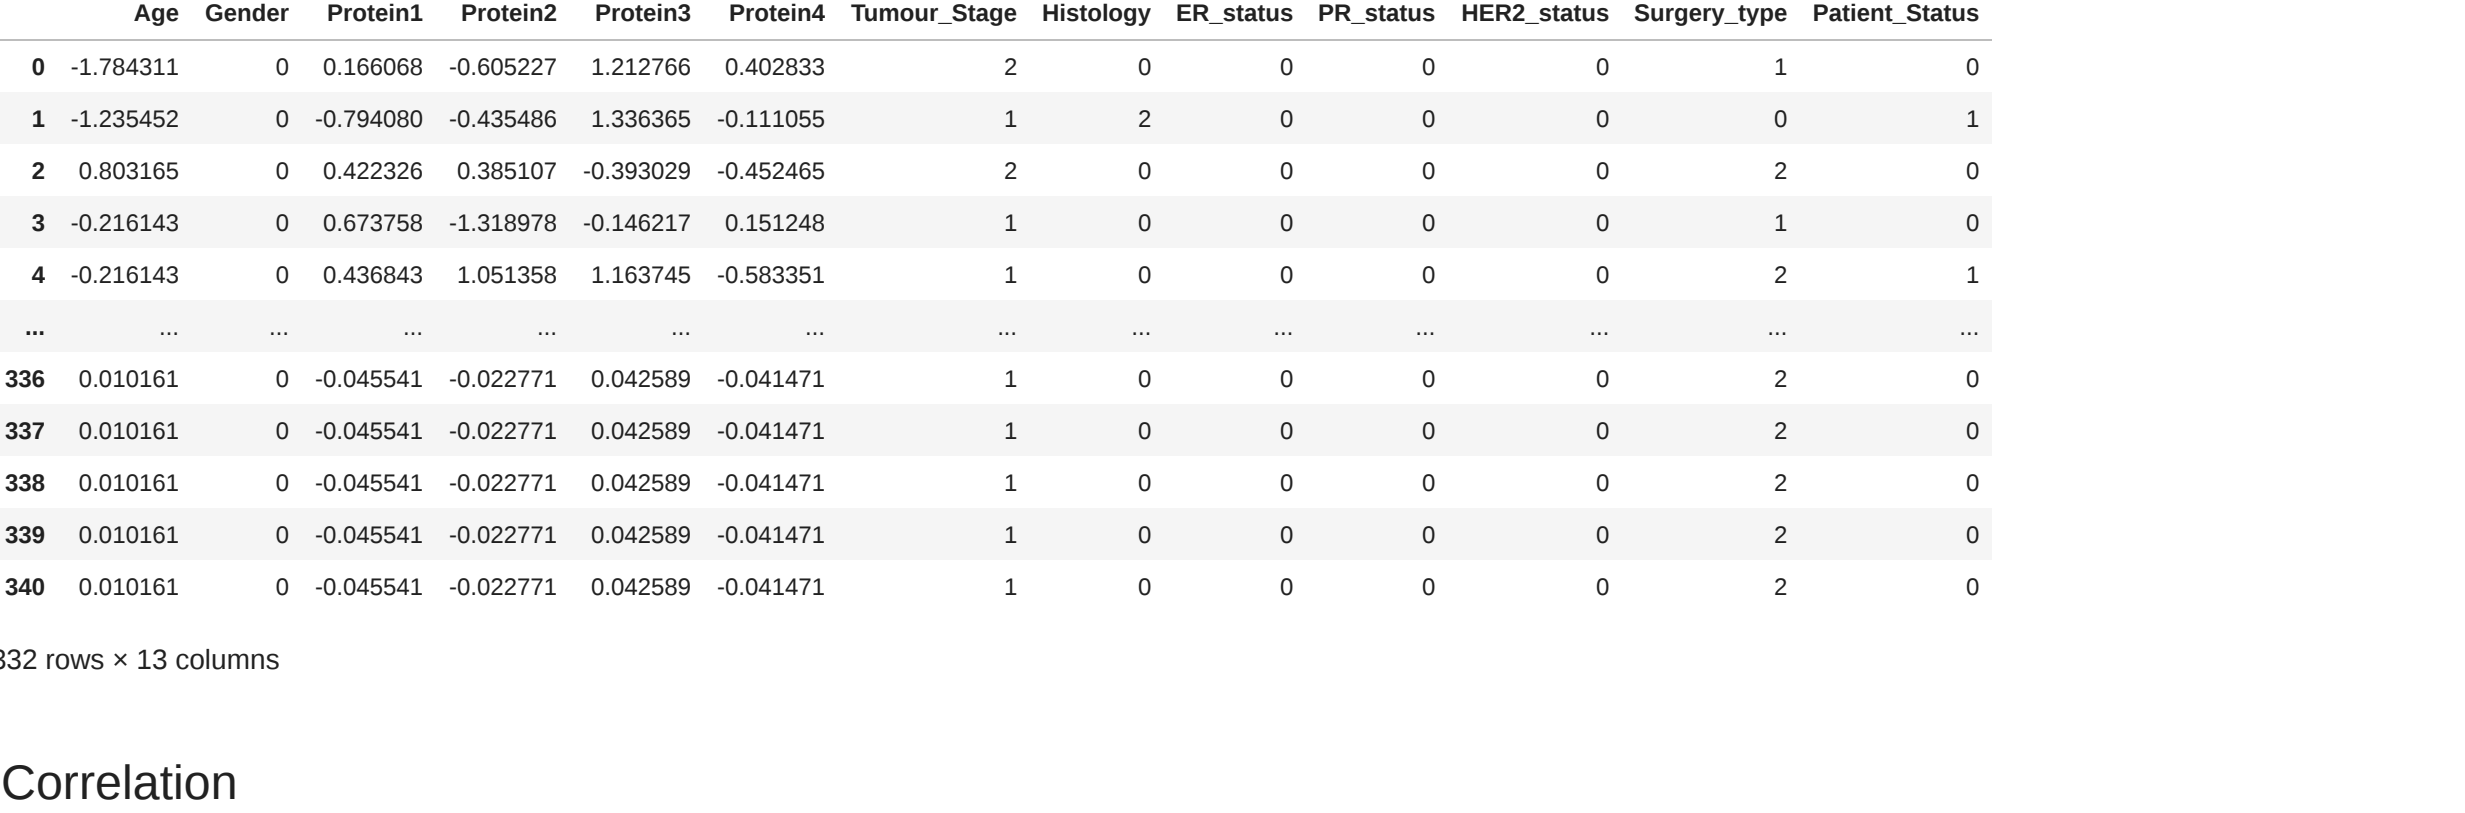 Age Gender Protein1 Protein2 Protein3 Protein4 Tumour_Stage Histology ER_status PR_status HER2_status Surgery_type Patient_Status
0 -1.784311 0 0.166068 -0.605227 1.212766 0.402833 2 0 0 0 0 1 0
1 -1.235452 0 -0.794080 -0.435486 1.336365 -0.111055 1 2 0 0 0 0 1
2 0.803165 0 0.422326 0.385107 -0.393029 -0.452465 2 0 0 0 0 2 0
3 -0.216143 0 0.673758 -1.318978 -0.146217 0.151248 1 0 0 0 0 1 0
4 -0.216143 0 0.436843 1.051358 1.163745 -0.583351 1 0 0 0 0 2 1
... ... ... ... ... ... ... ... ... ... ... ... ... ...
336 0.010161 0 -0.045541 -0.022771 0.042589 -0.041471 1 0 0 0 0 2 0
337 0.010161 0 -0.045541 -0.022771 0.042589 -0.041471 1 0 0 0 0 2 0
338 0.010161 0 -0.045541 -0.022771 0.042589 -0.041471 1 0 0 0 0 2 0
339 0.010161 0 -0.045541 -0.022771 0.042589 -0.041471 1 0 0 0 0 2 0
340 0.010161 0 -0.045541 -0.022771 0.042589 -0.041471 1 0 0 0 0 2 0
332 rows × 13 columns
Correlation